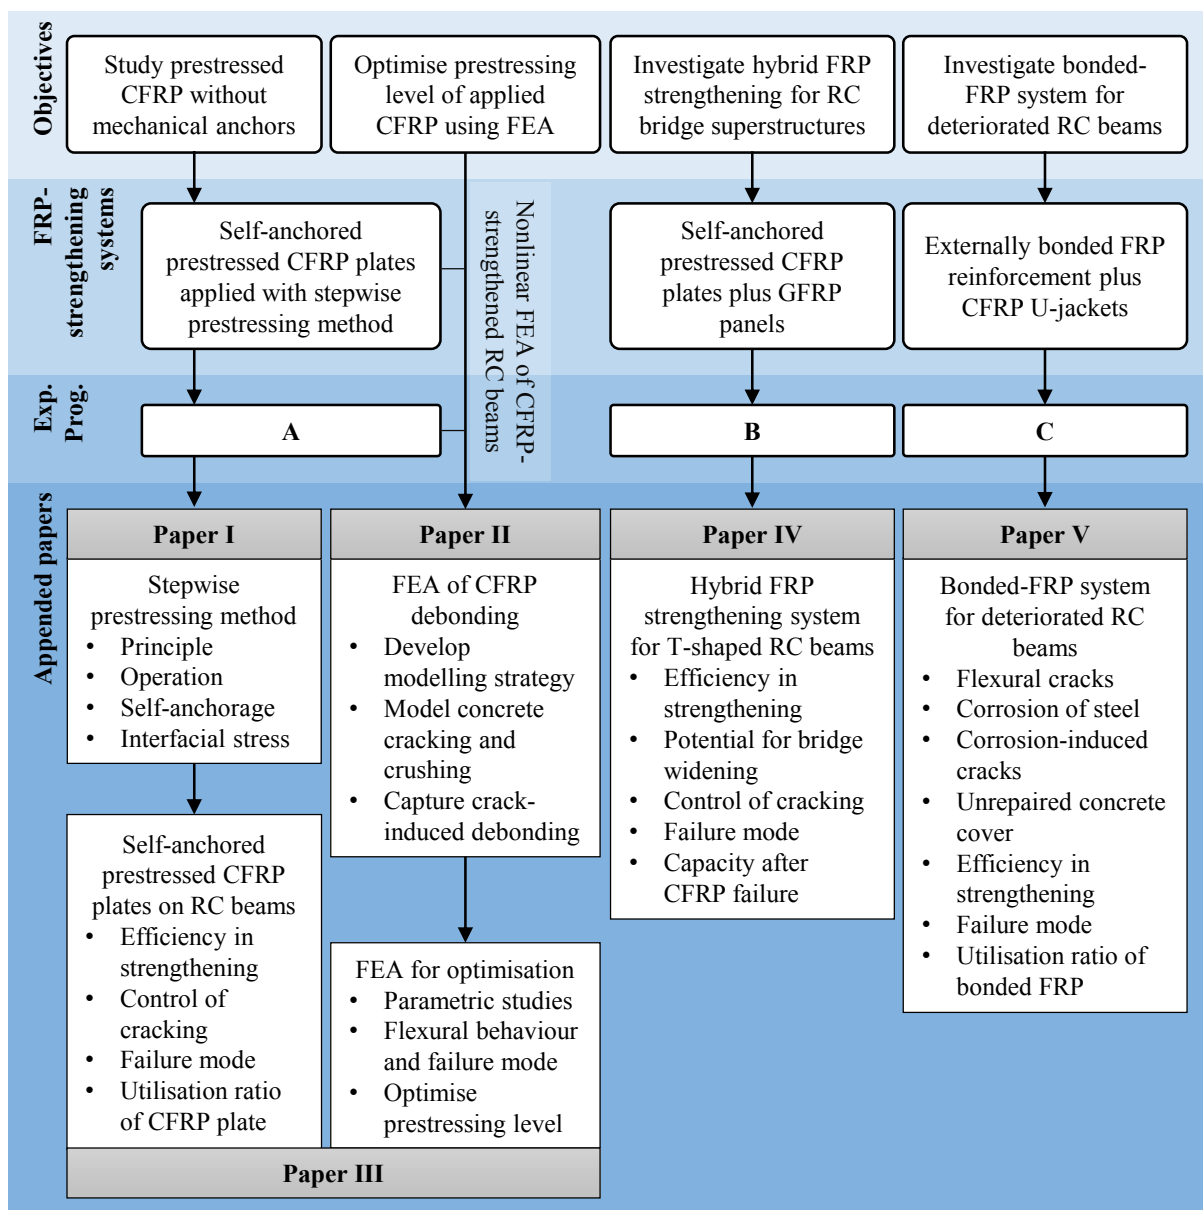 Objectives
Study prestressed
CFRP without
mechanical anchors
Optimise prestressing
level of applied
CFRP using FEA
Investigate hybrid FRP
strengthening for RC
bridge superstructures
Investigate bonded-
FRP system for
deteriorated RC beams
FRP-
strengthening
systems
Self-anchored
prestressed CFRP plates
applied with stepwise
prestressing method
Nonlinear FEA of CFRP-
strengthened RC beams
Self-anchored
prestressed CFRP
plates plus GFRP
panels
Externally bonded FRP
reinforcement plus
CFRP U-jackets
Exp.
Prog.
A
B
C
Appended papers
Paper I
Stepwise
prestressing method
• Principle
• Operation
• Self-anchorage
• Interfacial stress
Self-anchored
prestressed CFRP
plates on RC beams
• Efficiency in
strengthening
• Control of
cracking
• Failure mode
• Utilisation ratio
of CFRP plate
Paper II
FEA of CFRP
debonding
• Develop
modelling strategy
• Model concrete
cracking and
crushing
• Capture crack-
induced debonding
FEA for optimisation
• Parametric studies
• Flexural behaviour
and failure mode
• Optimise
prestressing level
Paper III
Paper IV
Hybrid FRP
strengthening system
for T-shaped RC beams
• Efficiency in
strengthening
• Potential for bridge
widening
• Control of cracking
• Failure mode
• Capacity after
CFRP failure
Paper V
Bonded-FRP system
for deteriorated RC
beams
• Flexural cracks
• Corrosion of steel
• Corrosion-induced
cracks
• Unrepaired concrete
cover
• Efficiency in
strengthening
• Failure mode
• Utilisation ratio of
bonded FRP